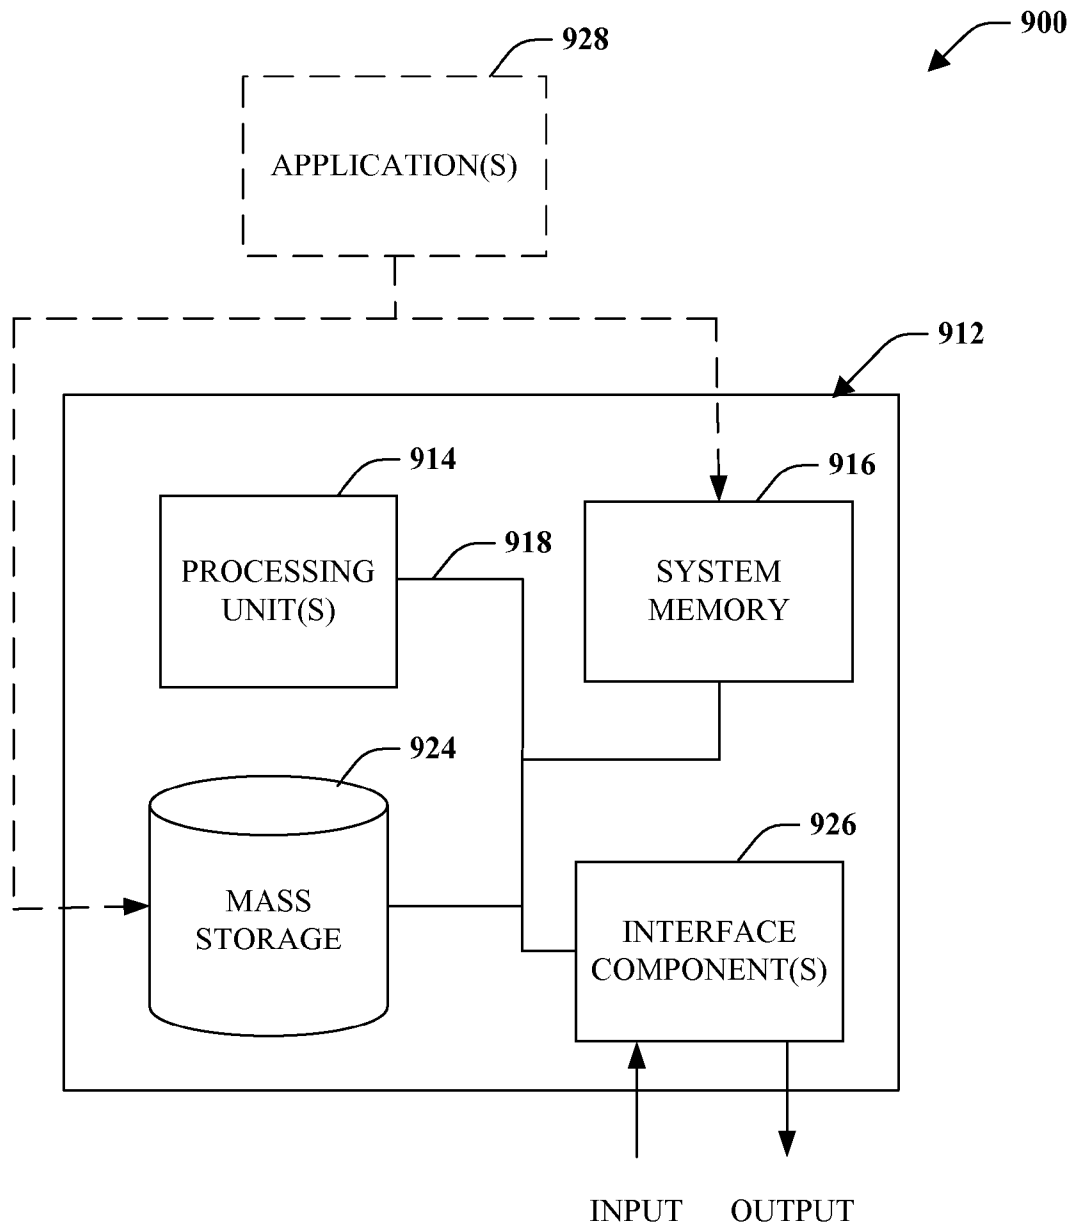 900
928
APPLICATION(S)
912
914
916
918
PROCESSING
UNIT(S)
SYSTEM
MEMORY
924
926
MASS
STORAGE
INTERFACE
COMPONENT(S)
INPUT
OUTPUT